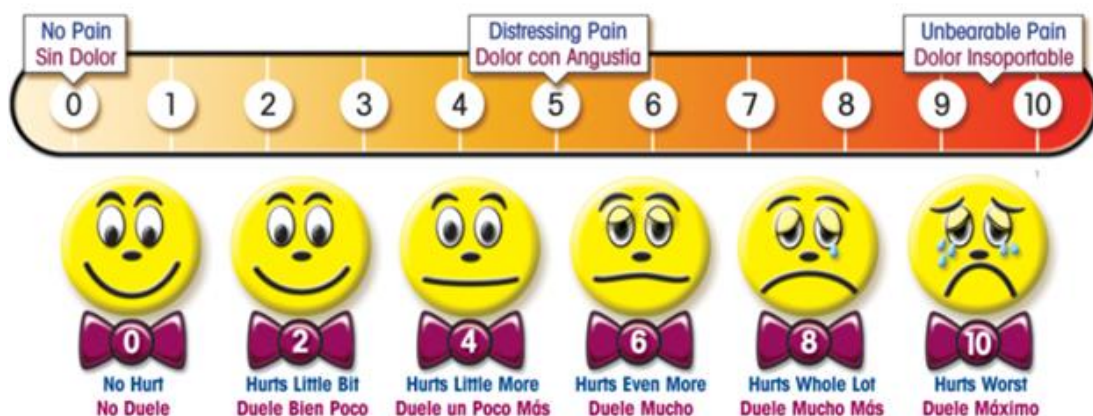 No Pain
Sin Dolor
Distressing Pain
Dolor con Angustia
Unbearable Pain
Dolor Insoportable
0 1 2 3 4 5 6 7 8 9 10
1
0 2 4 6 8 10
No Hurt Hurts Little Bit Hurts Little More Hurts Even More Hurts Whole Lot Hurts Worst
No Duele Duele Bien Poco Duele un Poco Más Duele Mucho Duele Mucho Más Duele Máximo